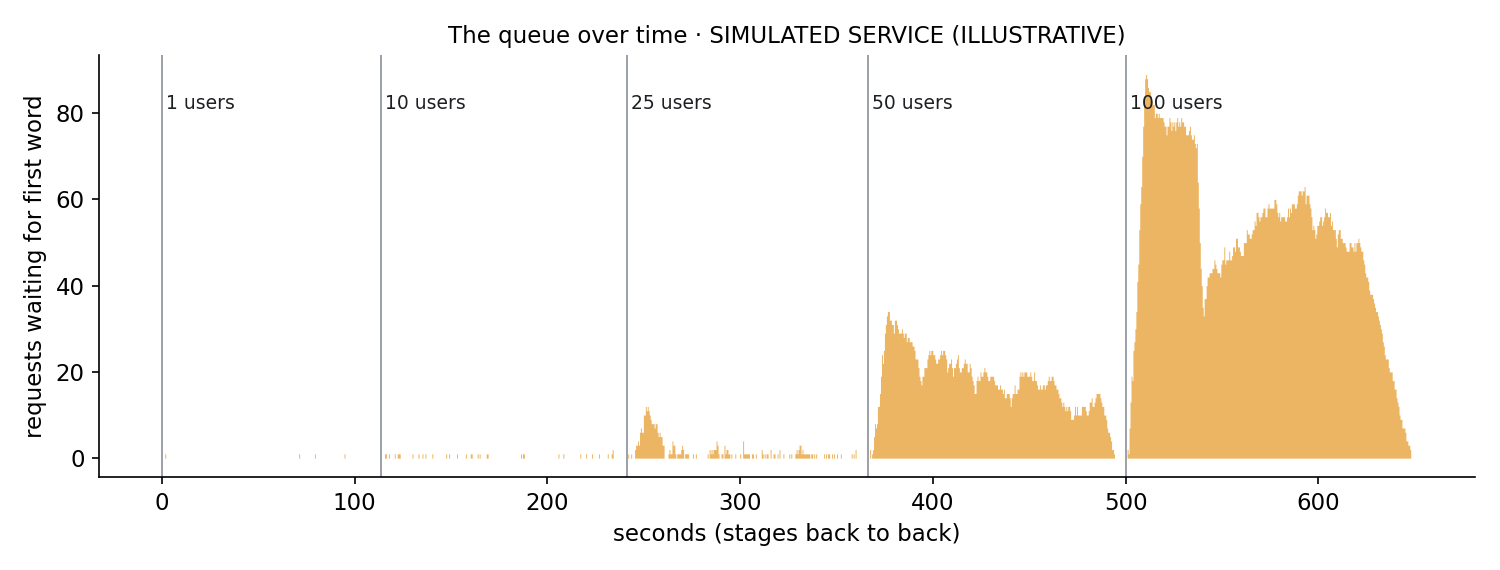 The queue over time · SIMULATED SERVICE (ILLUSTRATIVE)
requests waiting for first word
80
60
40
20
0
1 users
10 users
25 users
50 users
100 users
0
100
200
300
400
500
600
seconds (stages back to back)